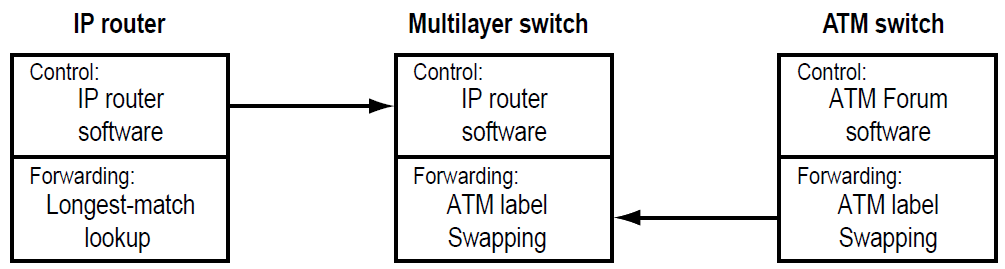 IP router
Control:
IP router
software
Forwarding:
Longest-match
lookup
Multilayer switch
Control:
IP router
software
Forwarding:
ATM label
Swapping
ATM switch
Control:
ATM Forum
software
Forwarding:
ATM label
Swapping